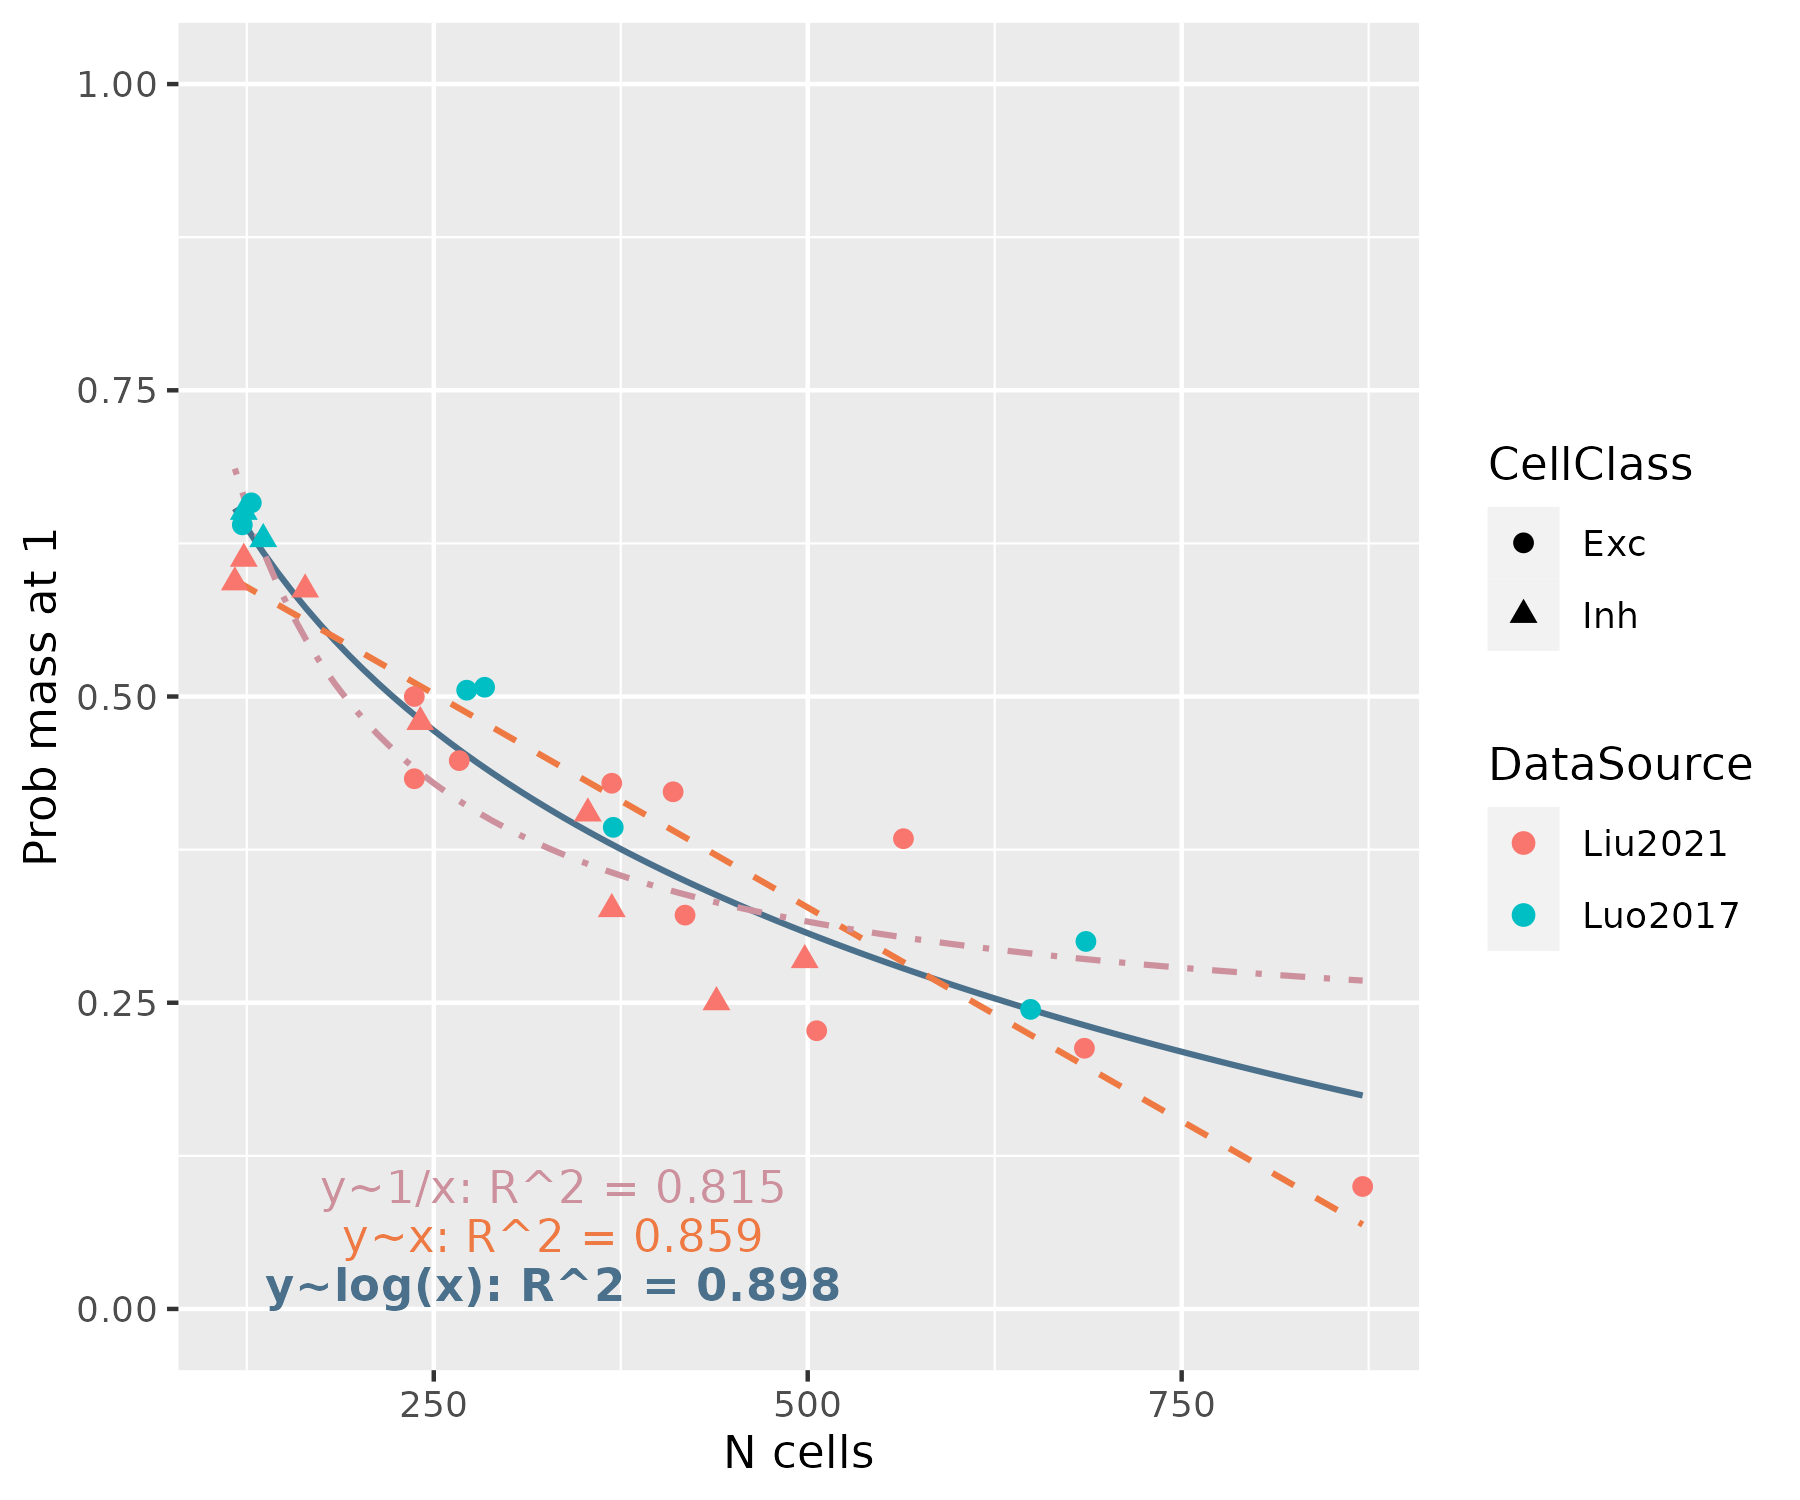 1.00
0.75
0.50
0.25
0.00
Prob mass at 1
y~1/x: R^2 = 0.815
y~x: R^2 = 0.859
y~log(x): R^2 = 0.898
250
500
750
N cells
CellClass
Exc
Inh
DataSource
Liu2021
Luo2017